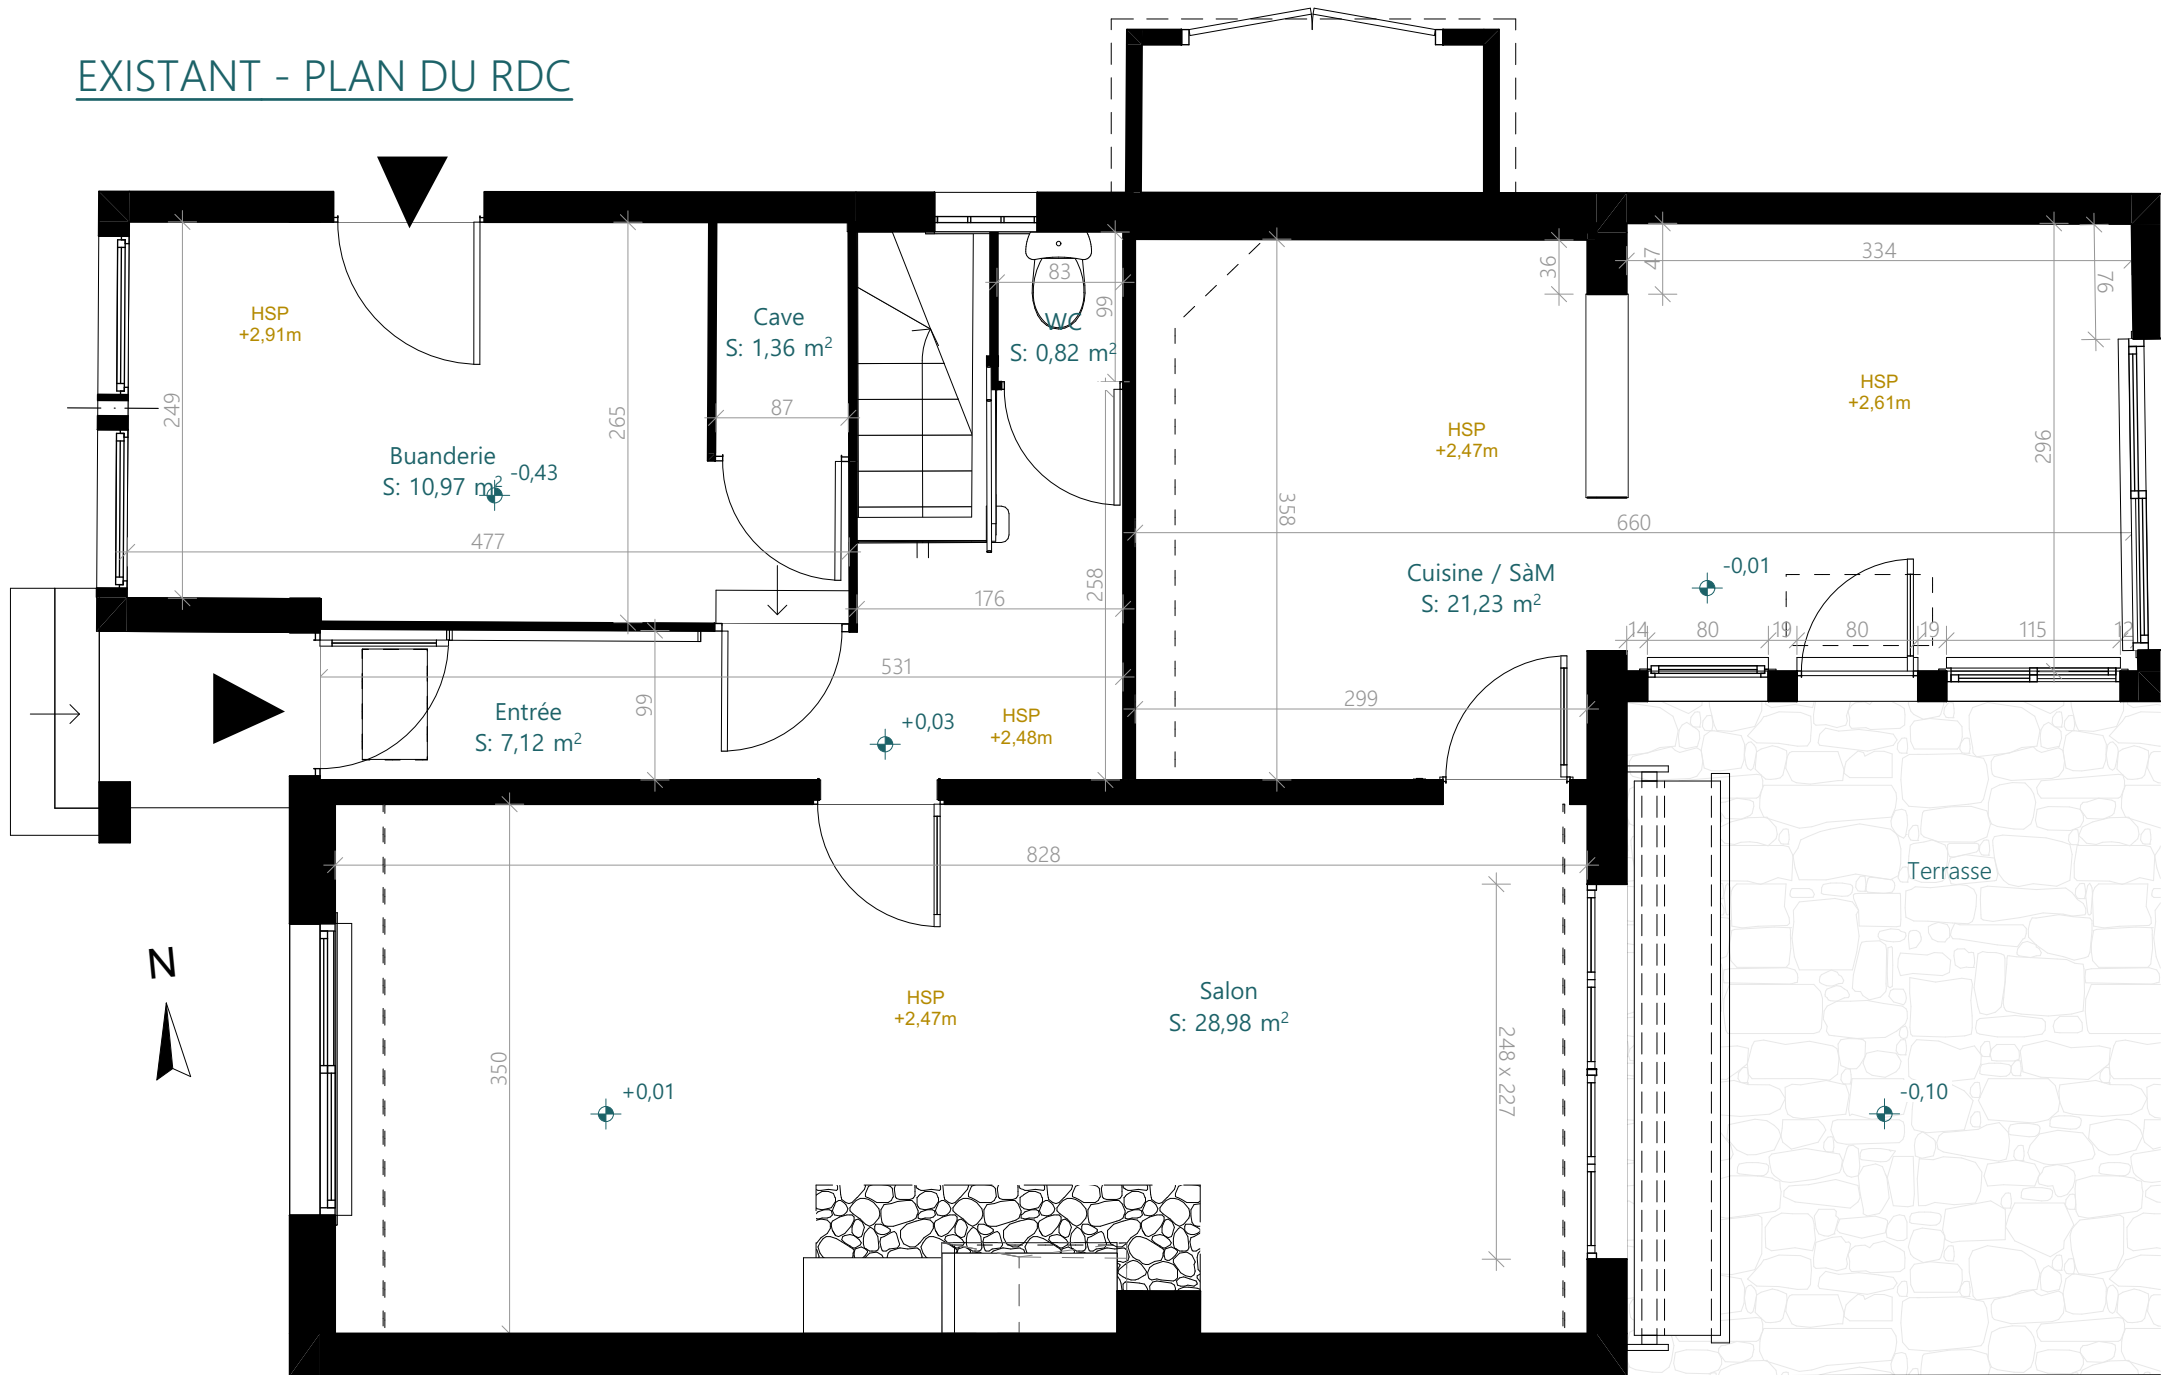 EXISTANT - PLAN DU RDC
HSP
+2,91m
Cave
S: 1,36 m²
83
99
WC
S: 0,82 m²
36
47
334
76
HSP
+2,61m
249
265
87
HSP
+2,47m
296
Buanderie
S: 10,97 m²
-0,43
358
660
477
258
176
Cuisine / SàM
S: 21,23 m²
-0,01
14
80
19
80
19
115
12
531
99
299
Entrée
S: 7,12 m²
+0,03
HSP
+2,48m
828
Terrasse
N
HSP
+2,47m
Salon
S: 28,98 m²
350
248 x 227
+0,01
-0,10